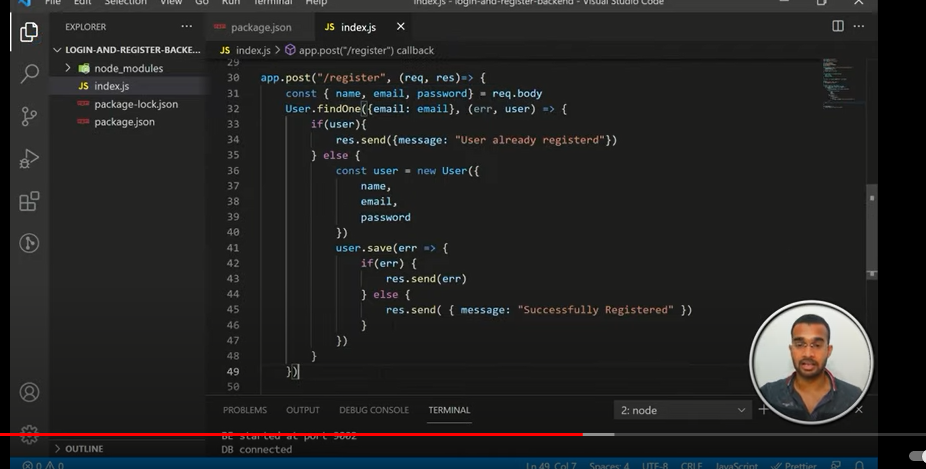 File Edit Selection View Go Run Terminal Help index.js - login-and-register-backend - Visual Studio Code
EXPLORER
package.json
JS index.js
JS index.js > app.post("/register") callback
LOGIN-AND-REGISTER-BACKE...
node_modules
JS index.js
package-lock.json
package.json
29
30 app.post("/register", (req, res)=> {
31 const { name, email, password} = req.body
32 User.findOne({email: email}, (err, user) => {
33 if(user){
34 res.send({message: "User already registerd"})
35 } else {
36 const user = new User({
37 name,
38 email,
39 password
40 })
41 user.save(err => {
42 if(err) {
43 res.send(err)
44 } else {
45 res.send( { message: "Successfully Registered" })
46 }
47 })
48 }
49 })
50
PROBLEMS OUTPUT DEBUG CONSOLE TERMINAL 2: node
BE started at port 9002
DB connected
OUTLINE
0 0 Ln 49, Col 7 Spaces: 4 UTF-8 CRLF JavaScript Prettier